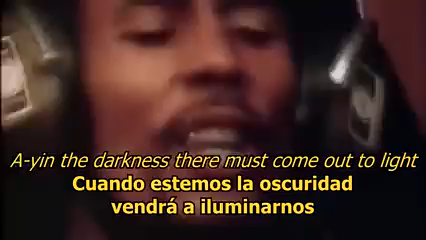 A-yin the darkness there must come out to light
Cuando estemos la oscuridad
vendrá a iluminarnos